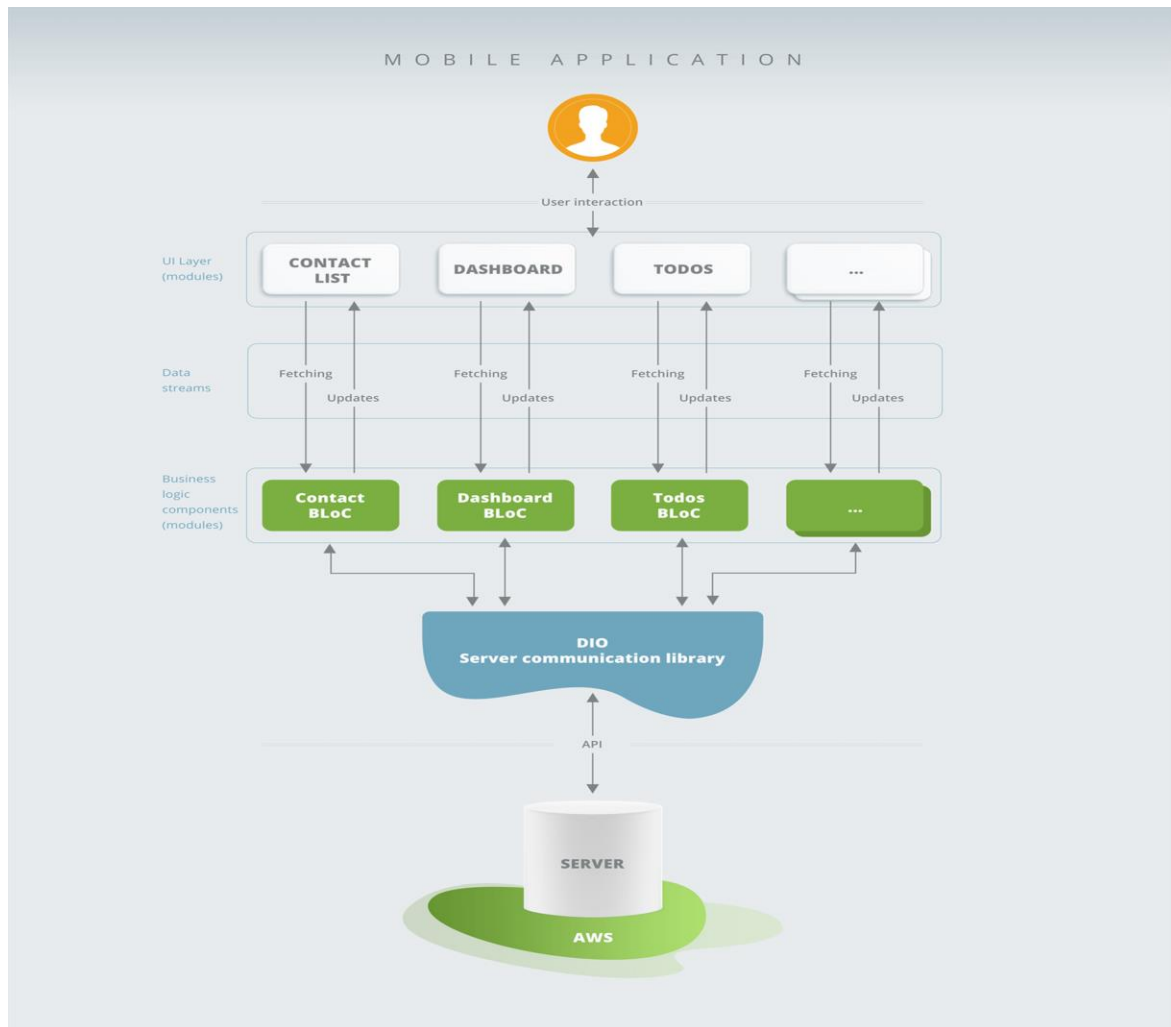 MOBILE APPLICATION
User interaction
UI Layer
(modules)
CONTACT
LIST
DASHBOARD
TODOS
...
Data
streams
Fetching
Fetching
Fetching
Fetching
Updates
Updates
Updates
Updates
Business
logic
components
(modules)
Contact
BLoC
Dashboard
BLoC
Todos
BLoC
...
DIO
Server communication library
API
SERVER
AWS